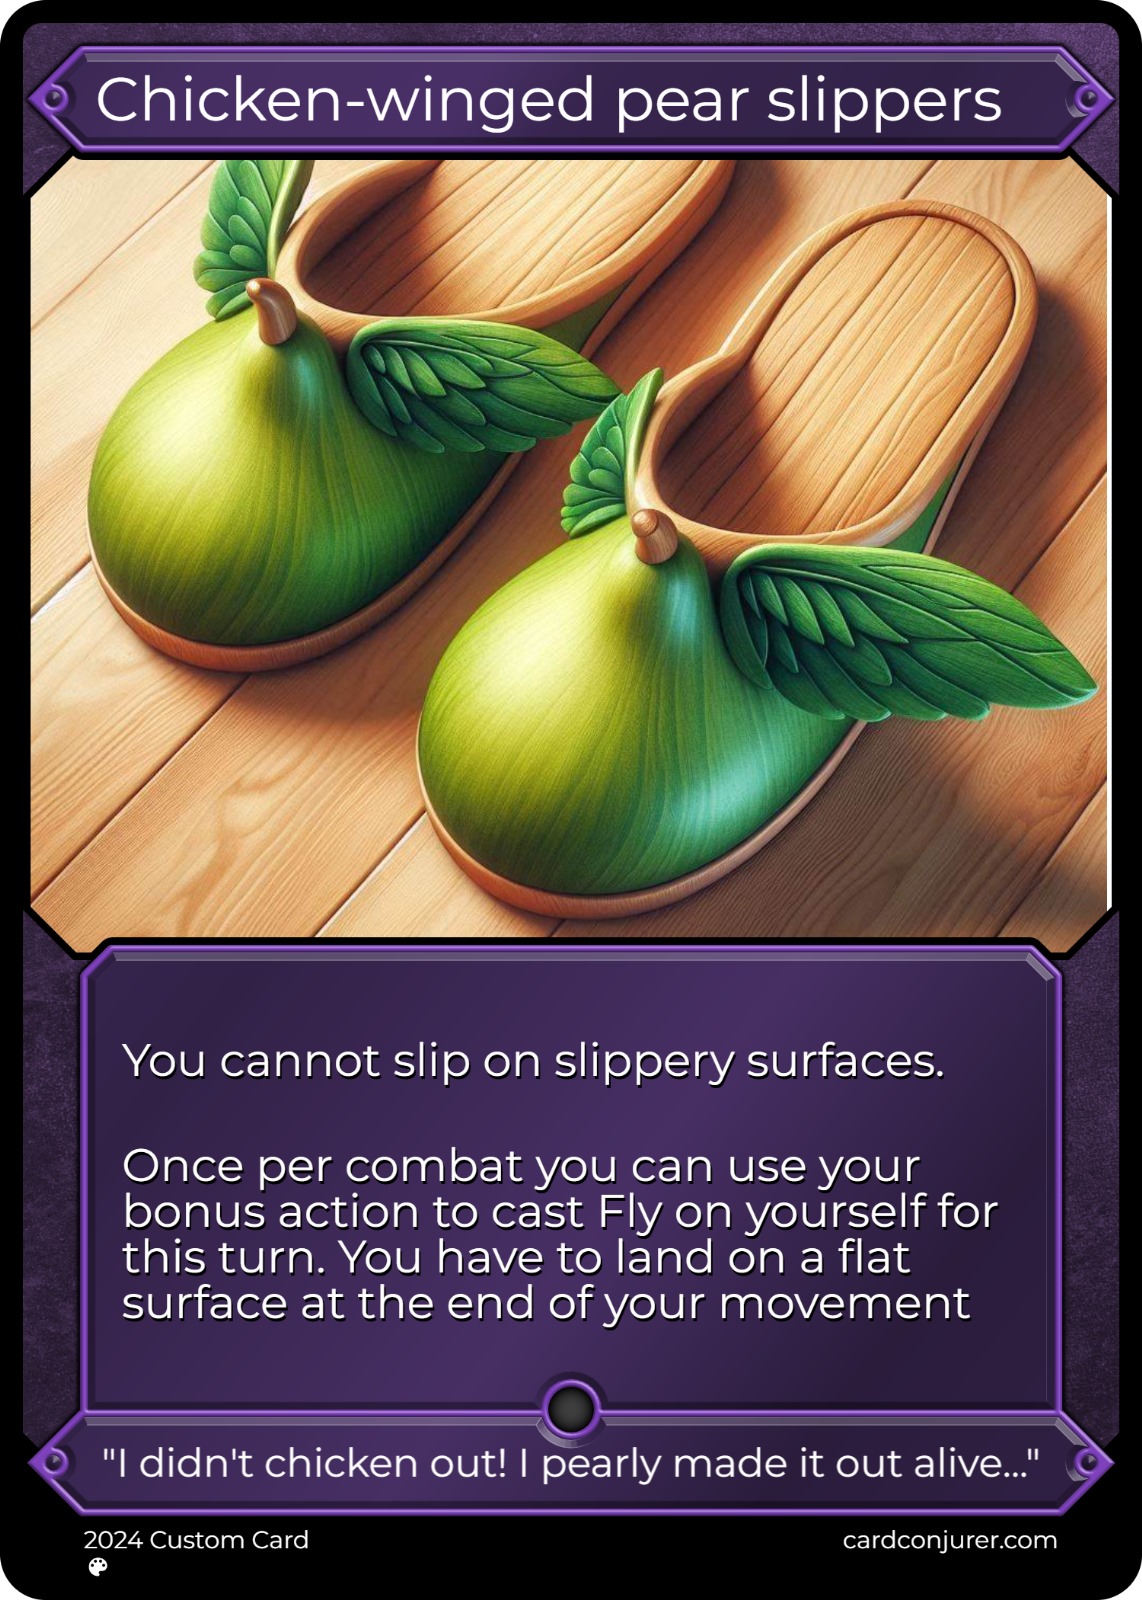 Chicken-winged pear slippers
You cannot slip on slippery surfaces.
Once per combat you can use your
bonus action to cast Fly on yourself for
this turn. You have to land on a flat
surface at the end of your movement
"I didn't chicken out! I pearly made it out alive..."
2024 Custom Card
cardconjurer.com